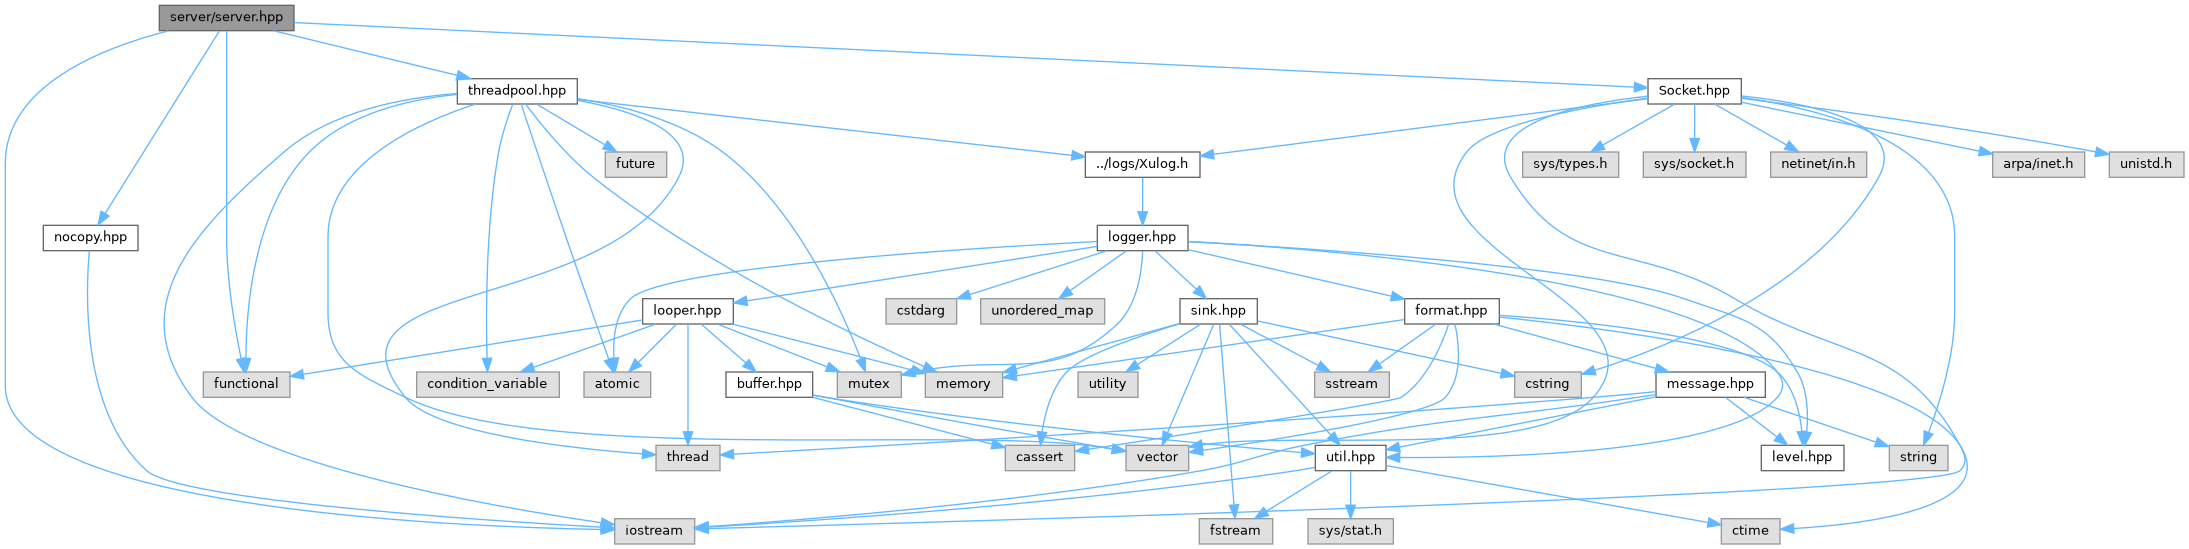 server/server.hpp
threadpool.hpp
Socket.hpp
future
../logs/Xulog.h
sys/types.h
sys/socket.h
netinet/in.h
arpa/inet.h
unistd.h
nocopy.hpp
logger.hpp
looper.hpp
cstdarg
unordered_map
sink.hpp
format.hpp
functional
condition_variable
atomic
buffer.hpp
mutex
memory
utility
sstream
cstring
message.hpp
thread
cassert
vector
util.hpp
level.hpp
string
iostream
fstream
sys/stat.h
ctime